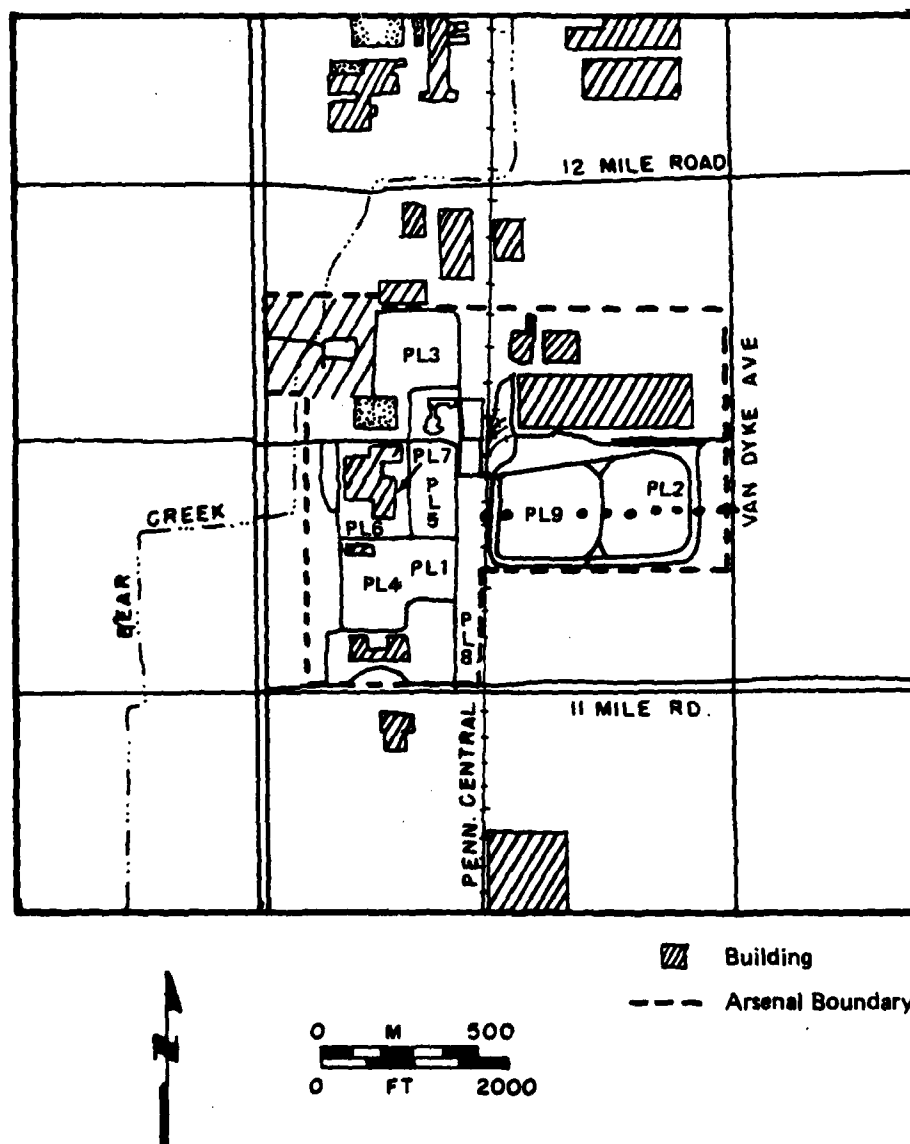 12 MILE ROAD
PL3
VAN DYKE AVE
PL7
PL5
PL9
PL2
CREEK
PL6
PL1
PL4
BEAR
PL8
11 MILE RD.
PENN. CENTRAL
Building
Arsenal Boundary
N
0 M 500
0 FT 2000